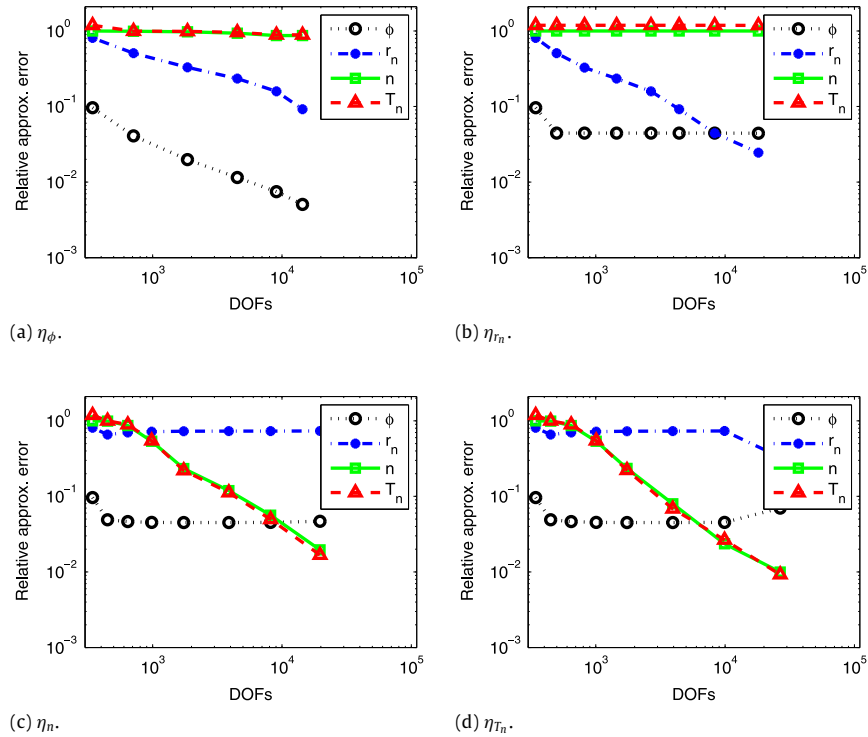 10^0
10^-1
10^-2
10^-3
Relative approx. error
10^3
10^4
10^5
DOFs
ϕ
r_n
n
T_n
(a) η_ϕ.
10^0
10^-1
10^-2
10^-3
Relative approx. error
10^3
10^4
10^5
DOFs
ϕ
r_n
n
T_n
(b) η_{r_n}.
10^0
10^-1
10^-2
10^-3
Relative approx. error
10^3
10^4
10^5
DOFs
ϕ
r_n
n
T_n
(c) η_n.
10^0
10^-1
10^-2
10^-3
Relative approx. error
10^3
10^4
10^5
DOFs
ϕ
r_n
n
T_n
(d) η_{T_n}.